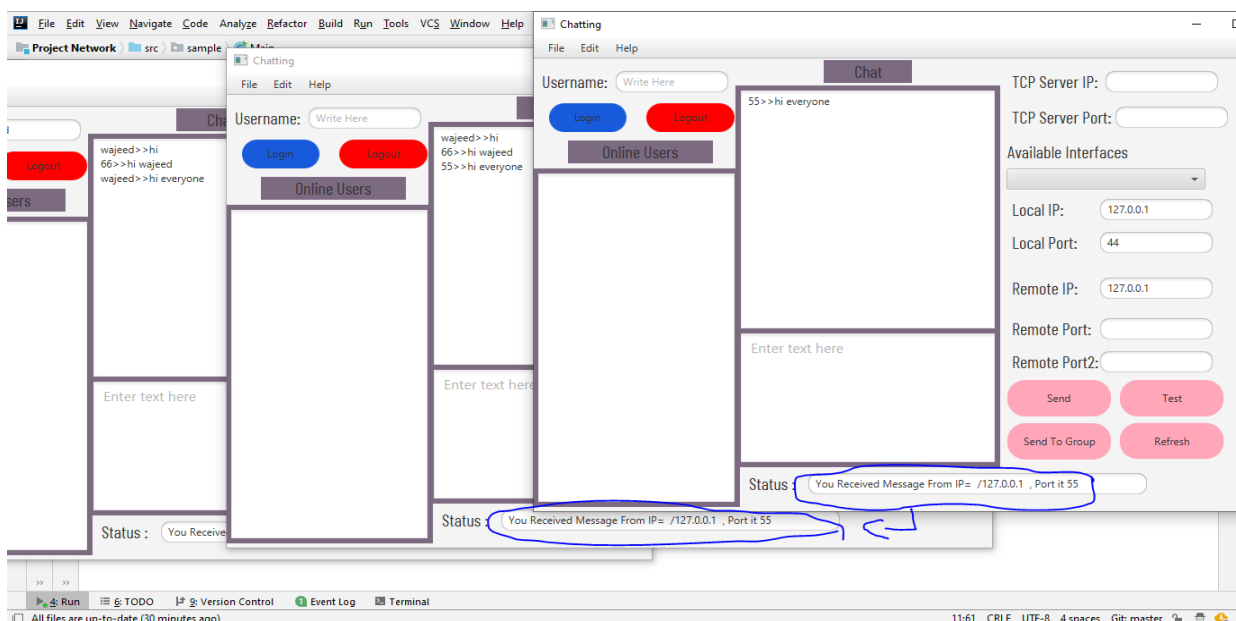 File Edit View Navigate Code Analyze Refactor Build Run Tools VCS Window Help
Project Network src sample Main
Logout
wajeed>>hi
66>>hi wajeed
wajeed>>hi everyone
Enter text here
Status : You Receive
Chatting
File Edit Help
Username: Write Here
Login Logout
Online Users
wajeed>>hi
66>>hi wajeed
55>>hi everyone
Enter text here
Status : You Received Message From IP= /127.0.0.1 , Port it 55
Chatting
File Edit Help
Username: Write Here
Login Logout
Online Users
Chat
55>>hi everyone
Enter text here
Status : You Received Message From IP= /127.0.0.1 , Port it 55
TCP Server IP:
TCP Server Port:
Available Interfaces
Local IP: 127.0.0.1
Local Port: 44
Remote IP: 127.0.0.1
Remote Port:
Remote Port2:
Send Test
Send To Group Refresh
4: Run 6: TODO 9: Version Control 1 Event Log Terminal
All files are up-to-date (30 minutes ago) 11:61 CRLF UTF-8 4 spaces Git: master